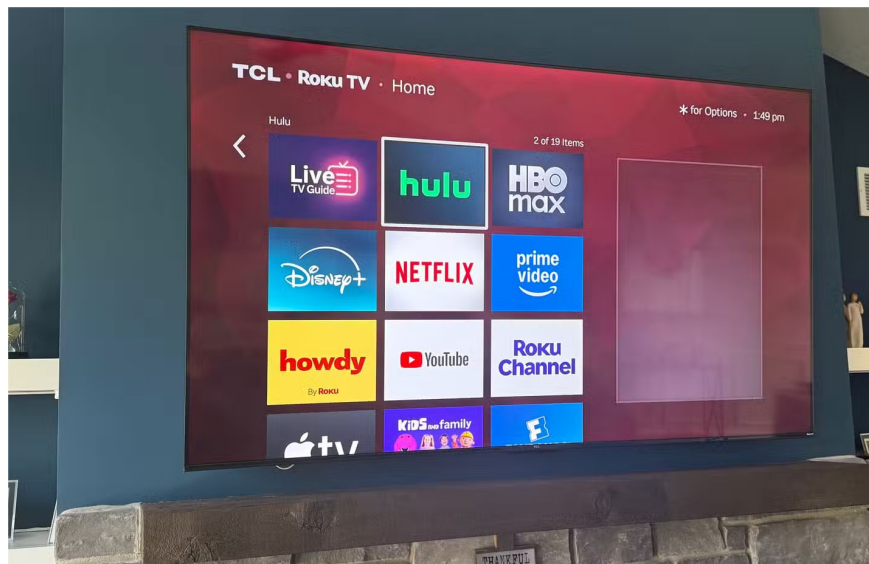 TCL • Roku TV • Home
* for Options • 1:49 pm
Hulu
2 of 19 Items
Live
TV Guide
hulu
HBO
max
Disney+
NETFLIX
prime
video
howdy
By Roku
YouTube
Roku
Channel
tv
KiDS AND family
THANKFUL